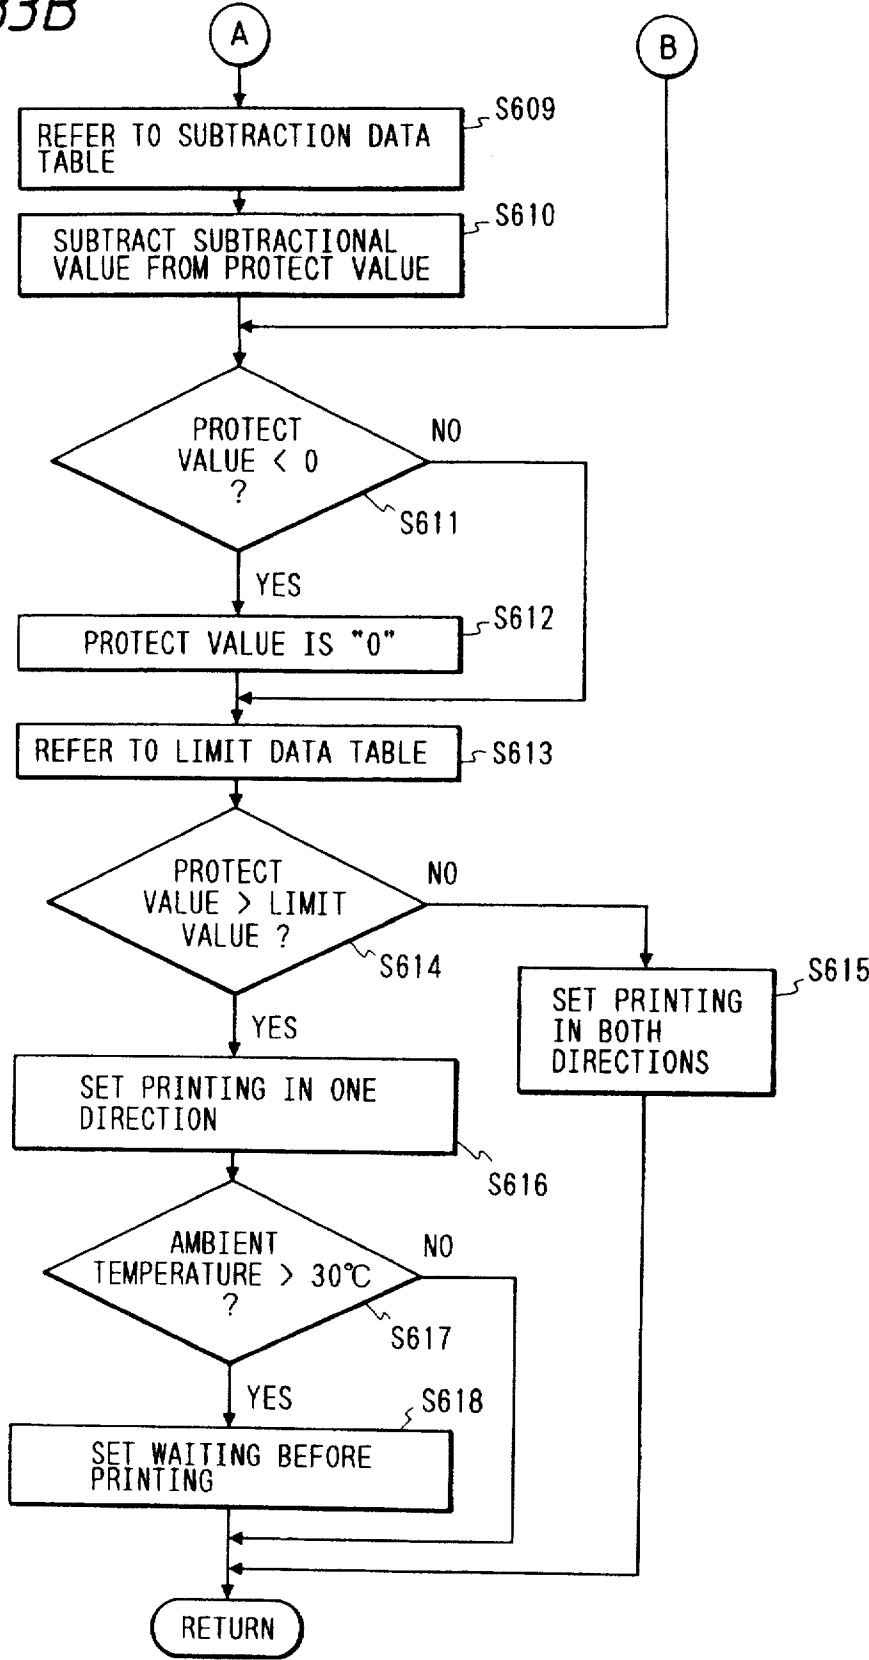 33B
A
B
S609
REFER TO SUBTRACTION DATA
TABLE
S610
SUBTRACT SUBTRACTIONAL
VALUE FROM PROTECT VALUE
PROTECT
VALUE < 0
?
NO
S611
YES
S612
PROTECT VALUE IS "0"
REFER TO LIMIT DATA TABLE
S613
PROTECT
VALUE > LIMIT
VALUE ?
NO
S614
S615
SET PRINTING
IN BOTH
DIRECTIONS
YES
SET PRINTING IN ONE
DIRECTION
S616
AMBIENT
TEMPERATURE > 30℃
?
NO
S617
YES
S618
SET WAITING BEFORE
PRINTING
RETURN